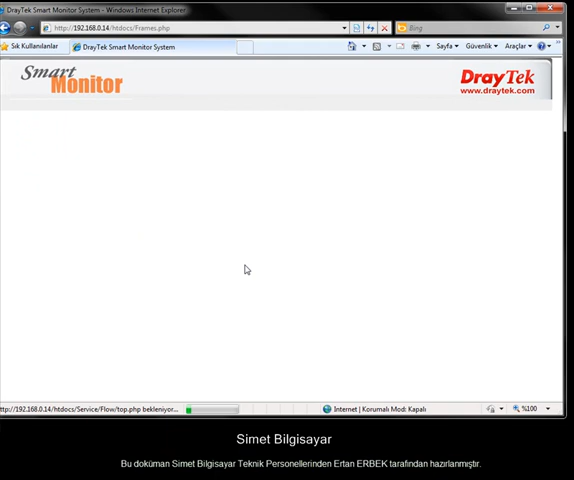 DrayTek Smart Monitor System - Windows Internet Explorer
http://192.168.0.14/htdocs/Frames.php
Bing
Sık Kullanılanlar
DrayTek Smart Monitor System
Sayfa
Güvenlik
Araçlar
Smart
Monitor
DrayTek
www.draytek.com
http://192.168.0.14/htdocs/Service/Flow/top.php bekleniyor...
Internet | Korumalı Mod: Kapalı
%100
Simet Bilgisayar
Bu doküman Simet Bilgisayar Teknik Personellerinden Ertan ERBEK tarafından hazırlanmıştır.